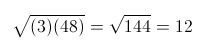 √(3)(48) = √144 = 12